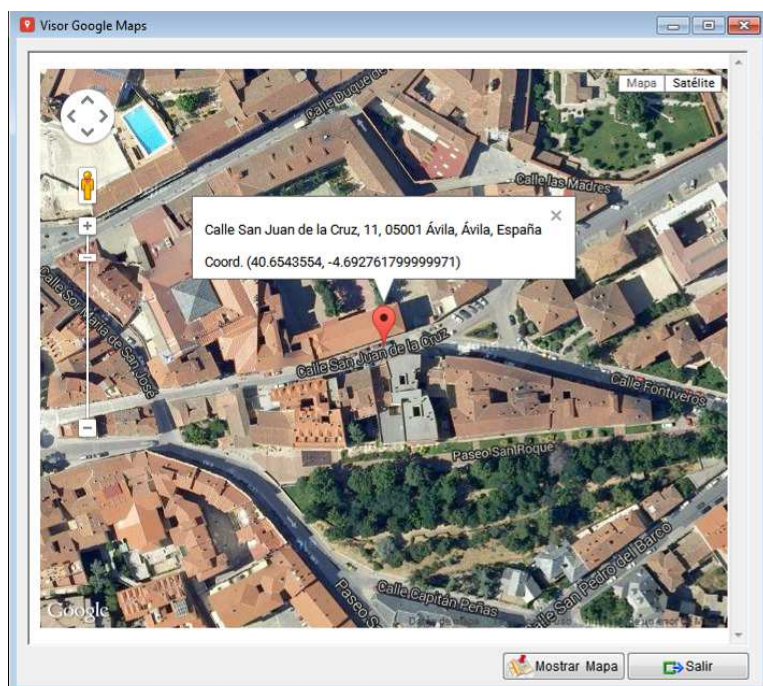 Visor Google Maps
Mapa Satélite
Calle Duque de
Calle las Madres
Calle San Juan de la Cruz, 11, 05001 Ávila, Ávila, España
Coord. (40.6543554, -4.692761799999971)
Calle Sor María de San José
Calle San Juan de la Cruz
Calle Fontiveros
Paseo San Roque
Calle San Pedro del Barco
Calle Capitán Peñas
Paseo S
Google
Mostrar Mapa
Salir